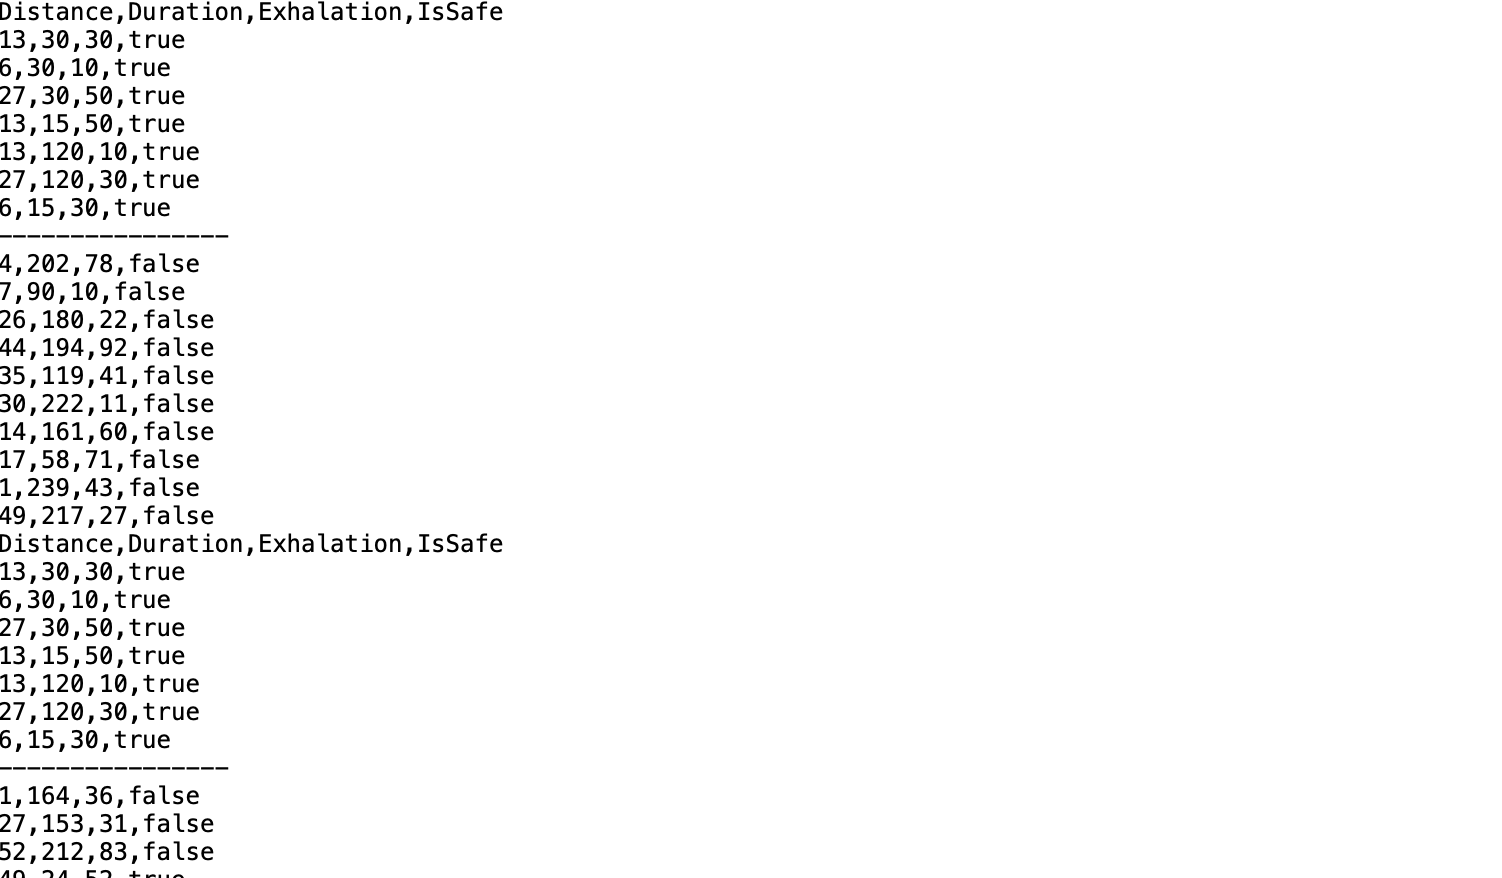 Distance,Duration,Exhalation,IsSafe
13,30,30,true
6,30,10,true
27,30,50,true
13,15,50,true
13,120,10,true
27,120,30,true
6,15,30,true
----------------
4,202,78,false
7,90,10,false
26,180,22,false
44,194,92,false
35,119,41,false
30,222,11,false
14,161,60,false
17,58,71,false
1,239,43,false
49,217,27,false
Distance,Duration,Exhalation,IsSafe
13,30,30,true
6,30,10,true
27,30,50,true
13,15,50,true
13,120,10,true
27,120,30,true
6,15,30,true
----------------
1,164,36,false
27,153,31,false
52,212,83,false